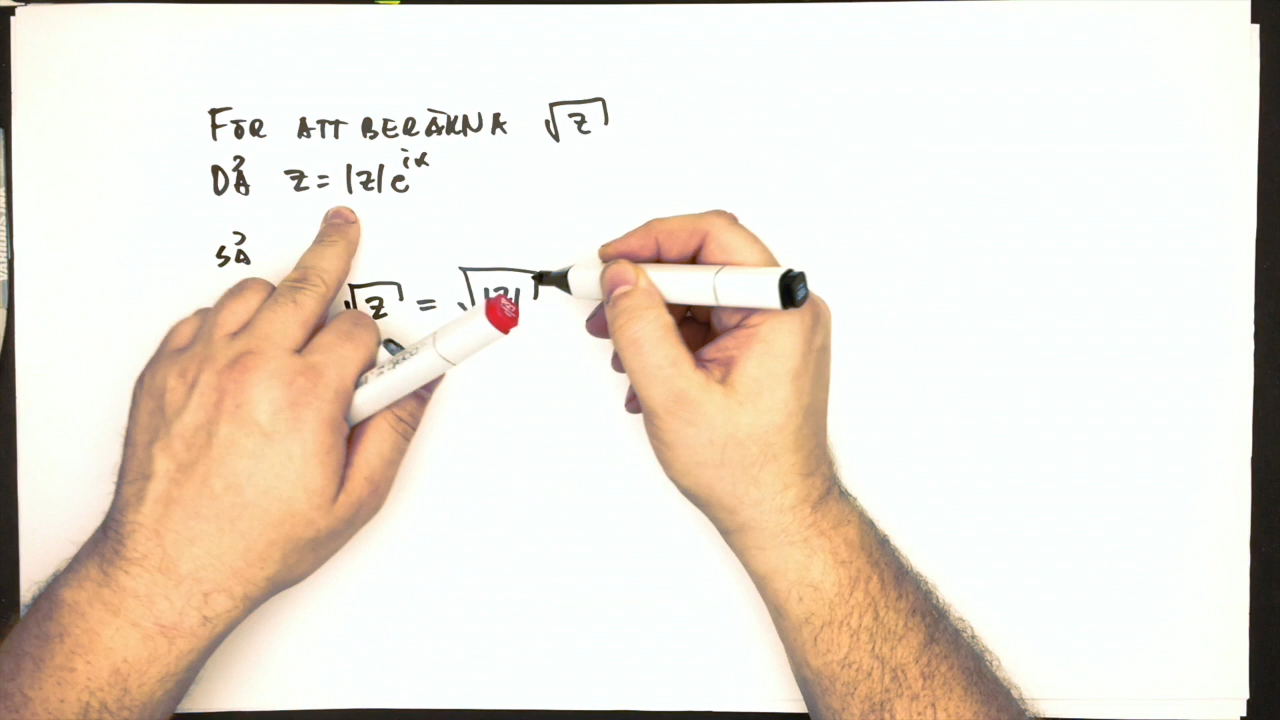 FÖR ATT BERÄKNA √z
DÅ z = |z|e^{iα}
SÅ
√z = √|z|